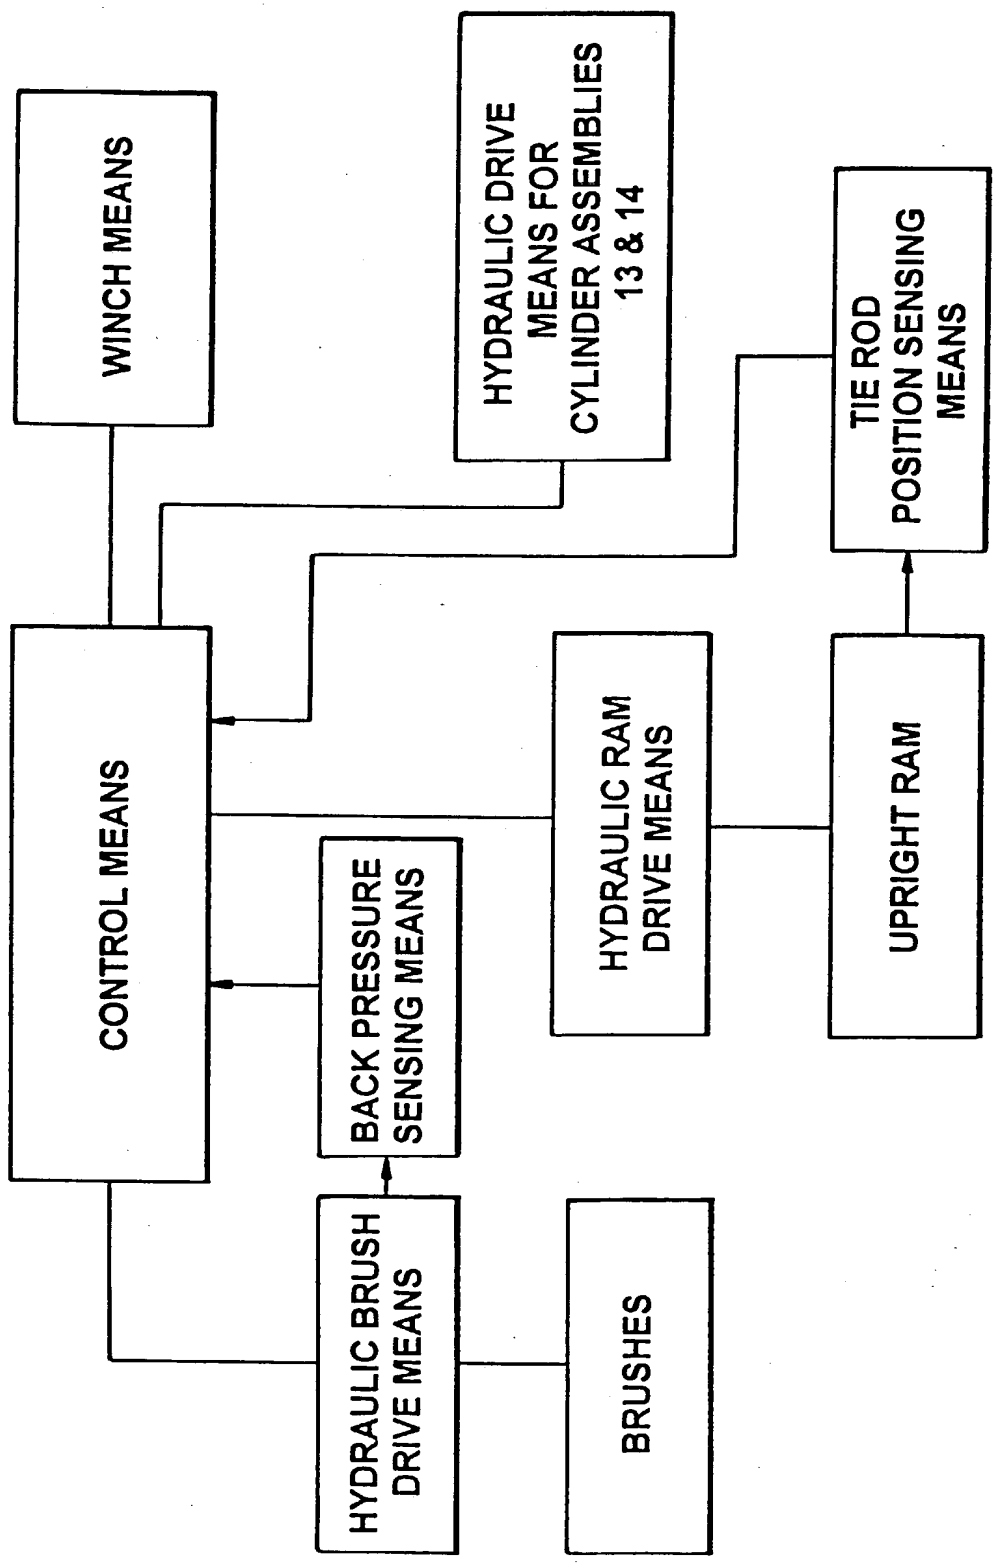 CONTROL MEANS
WINCH MEANS
HYDRAULIC BRUSH
DRIVE MEANS
BACK PRESSURE
SENSING MEANS
HYDRAULIC DRIVE
MEANS FOR
CYLINDER ASSEMBLIES
13 & 14
BRUSHES
HYDRAULIC RAM
DRIVE MEANS
UPRIGHT RAM
TIE ROD
POSITION SENSING
MEANS